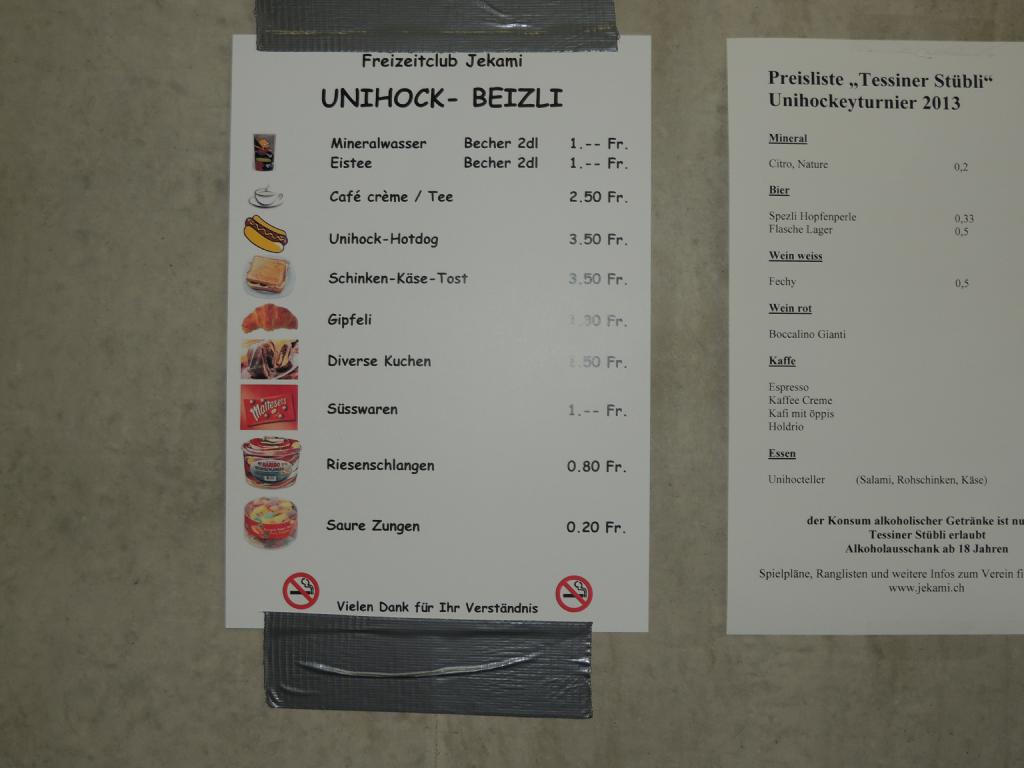 Freizeitclub Jekami
UNIHOCK- BEIZLI
Mineralwasser Becher 2dl 1.-- Fr.
Eistee Becher 2dl 1.-- Fr.
Café crème / Tee 2.50 Fr.
Unihock-Hotdog 3.50 Fr.
Schinken-Käse-Tost 3.50 Fr.
Gipfeli Fr.
Diverse Kuchen Fr.
Maltesers
Süsswaren 1.-- Fr.
HARIBO
Riesenschlangen 0.80 Fr.
Saure Zungen 0.20 Fr.
Vielen Dank für Ihr Verständnis
Preisliste „Tessiner Stübli“
Unihockeyturnier 2013
Mineral
Citro, Nature 0,2
Bier
Spezli Hopfenperle 0,33
Flasche Lager 0,5
Wein weiss
Fechy 0,5
Wein rot
Boccalino Gianti
Kaffe
Espresso
Kaffee Creme
Kafi mit öppis
Holdrio
Essen
Unihocteller (Salami, Rohschinken, Käse)
der Konsum alkoholischer Getränke ist
Tessiner Stübli erlaubt
Alkoholausschank ab 18 Jahren
Spielpläne, Ranglisten und weitere Infos zum Verein
www.jekami.ch